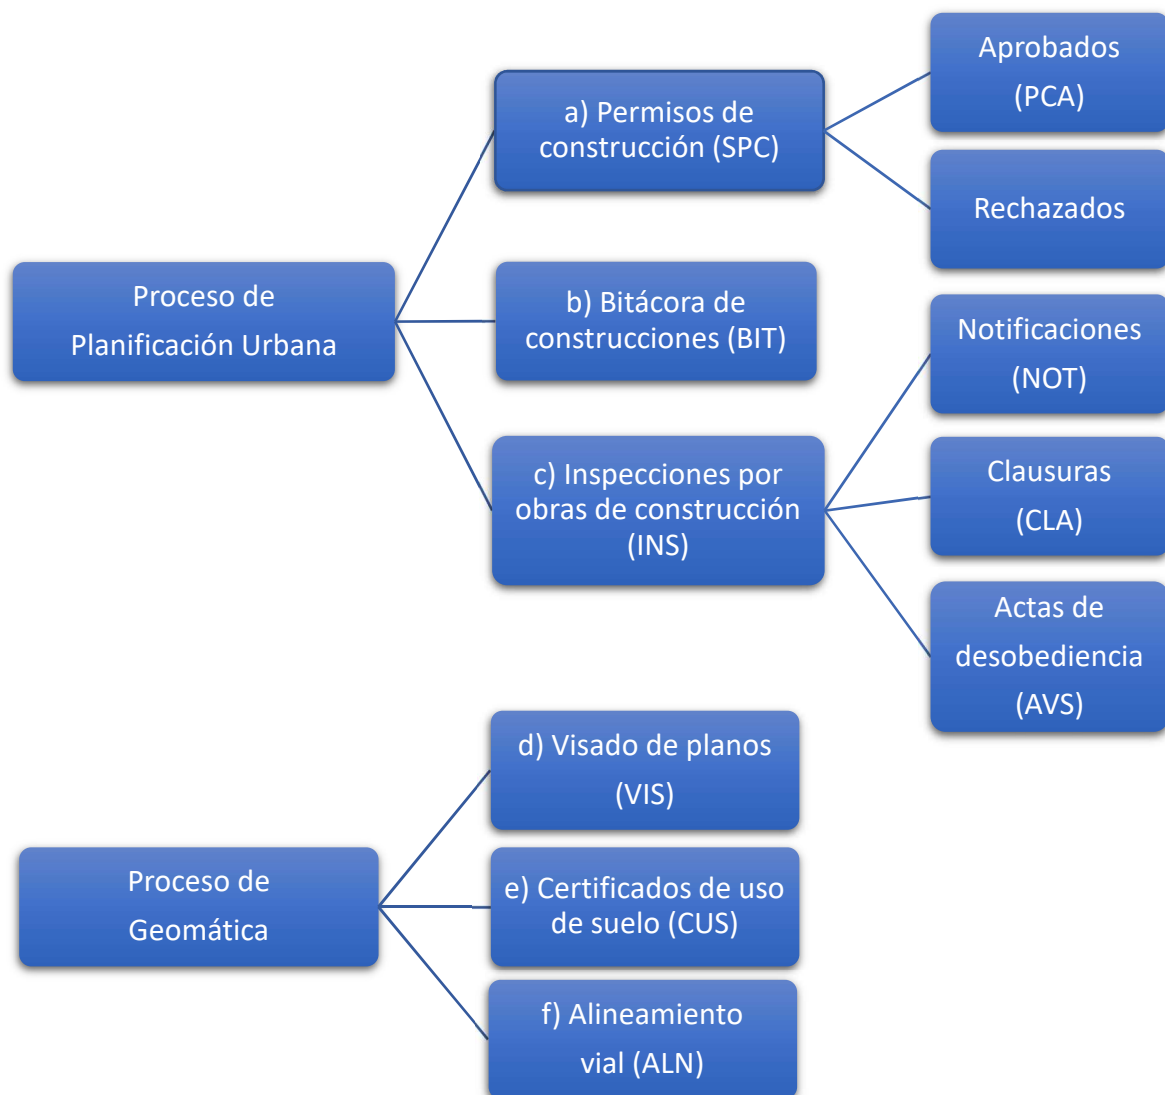 Proceso de
Planificación Urbana
a) Permisos de
construcción (SPC)
Aprobados
(PCA)
Rechazados
b) Bitácora de
construcciones (BIT)
c) Inspecciones por
obras de construcción
(INS)
Notificaciones
(NOT)
Clausuras
(CLA)
Actas de
desobediencia
(AVS)
Proceso de
Geomática
d) Visado de planos
(VIS)
e) Certificados de uso
de suelo (CUS)
f) Alineamiento
vial (ALN)